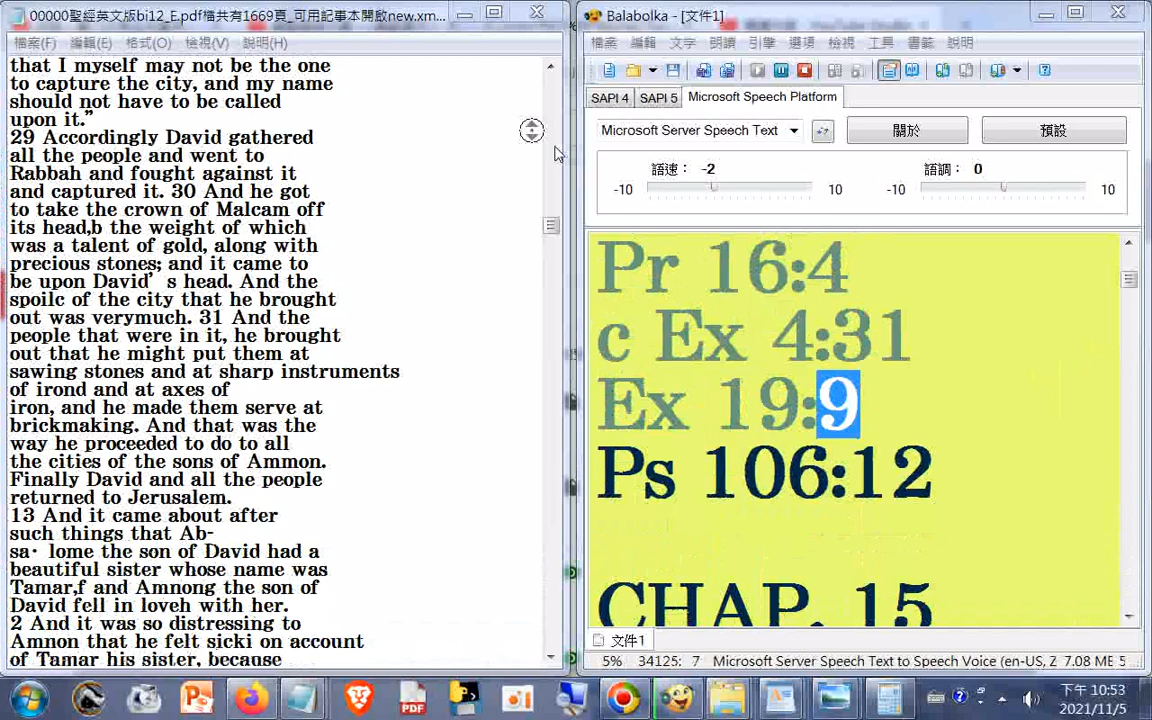 00000聖經英文版bi12_E.pdf檔共有1669頁_可用記事本開啟new.xm...
檔案(F) 編輯(E) 格式(O) 檢視(V) 說明(H)
that I myself may not be the one
to capture the city, and my name
should not have to be called
upon it.”
29 Accordingly David gathered
all the people and went to
Rabbah and fought against it
and captured it. 30 And he got
to take the crown of Malcam off
its head,b the weight of which
was a talent of gold, along with
precious stones; and it came to
be upon David’ s head. And the
spoilc of the city that he brought
out was verymuch. 31 And the
people that were in it, he brought
out that he might put them at
sawing stones and at sharp instruments
of irond and at axes of
iron, and he made them serve at
brickmaking. And that was the
way he proceeded to do to all
the cities of the sons of Ammon.
Finally David and all the people
returned to Jerusalem.
13 And it came about after
such things that Ab-
sa· lome the son of David had a
beautiful sister whose name was
Tamar,f and Amnong the son of
David fell in loveh with her.
2 And it was so distressing to
Amnon that he felt sicki on account
of Tamar his sister, because
Balabolka - [文件1]
檔案 編輯 文字 朗讀 引擎 選項 檢視 工具 書籤 說明
SAPI 4 SAPI 5 Microsoft Speech Platform
Microsoft Server Speech Text 關於 預設
語速： -2 語調： 0
-10 10 -10 10
Pr 16:4
c Ex 4:31
Ex 19:9
Ps 106:12
CHAP. 15
文件1
5% 34125: 7 Microsoft Server Speech Text to Speech Voice (en-US, Z 7.08 MB 5
PDF
下午 10:53
2021/11/5